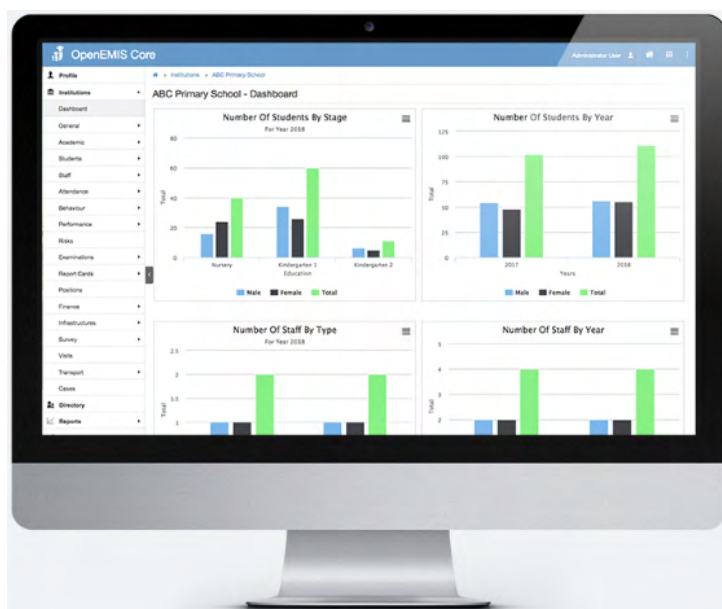 OpenEMIS Core
Administrator User
Profile
Institutions > ABC Primary School
Institutions
ABC Primary School - Dashboard
Dashboard
General
Academic
Students
Staff
Attendance
Behaviour
Performance
Risks
Examinations
Report Cards
Positions
Finance
Infrastructures
Survey
Visits
Transport
Cases
Directory
Reports
Number Of Students By Stage
For Year 2018
80
60
40
20
0
Total
Nursery Kindergarten 1 Kindergarten 2
Education
Male Female Total
Number Of Students By Year
125
100
75
50
25
0
Total
2017 2018
Years
Male Female Total
Number Of Staff By Type
For Year 2018
2.5
2
1.5
1
Total
Number Of Staff By Year
5
4
3
2
Total